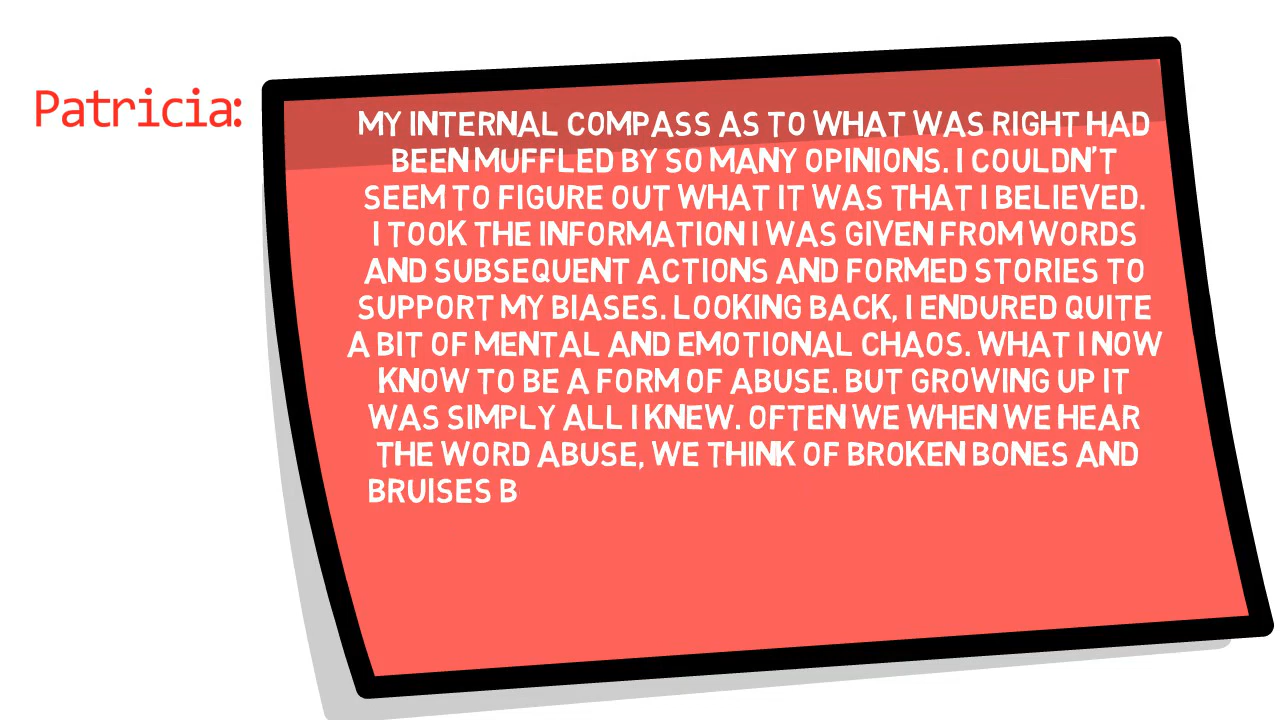 Patricia:
MY INTERNAL COMPASS AS TO WHAT WAS RIGHT HAD
BEEN MUFFLED BY SO MANY OPINIONS. I COULDN'T
SEEM TO FIGURE OUT WHAT IT WAS THAT I BELIEVED.
I TOOK THE INFORMATION I WAS GIVEN FROM WORDS
AND SUBSEQUENT ACTIONS AND FORMED STORIES TO
SUPPORT MY BIASES. LOOKING BACK, I ENDURED QUITE
A BIT OF MENTAL AND EMOTIONAL CHAOS. WHAT I NOW
KNOW TO BE A FORM OF ABUSE. BUT GROWING UP IT
WAS SIMPLY ALL I KNEW. OFTEN WE WHEN WE HEAR
THE WORD ABUSE, WE THINK OF BROKEN BONES AND
BRUISES B